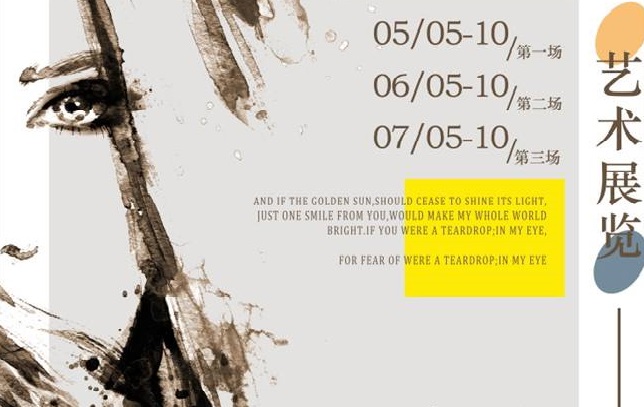 05/05-10/第一场
06/05-10/第二场
07/05-10/第三场
AND IF THE GOLDEN SUN,SHOULD CEASE TO SHINE ITS LIGHT,
JUST ONE SMILE FROM YOU,WOULD MAKE MY WHOLE WORLD
BRIGHT.IF YOU WERE A TEARDROP;IN MY EYE,
FOR FEAR OF WERE A TEARDROP;IN MY EYE
艺术展览